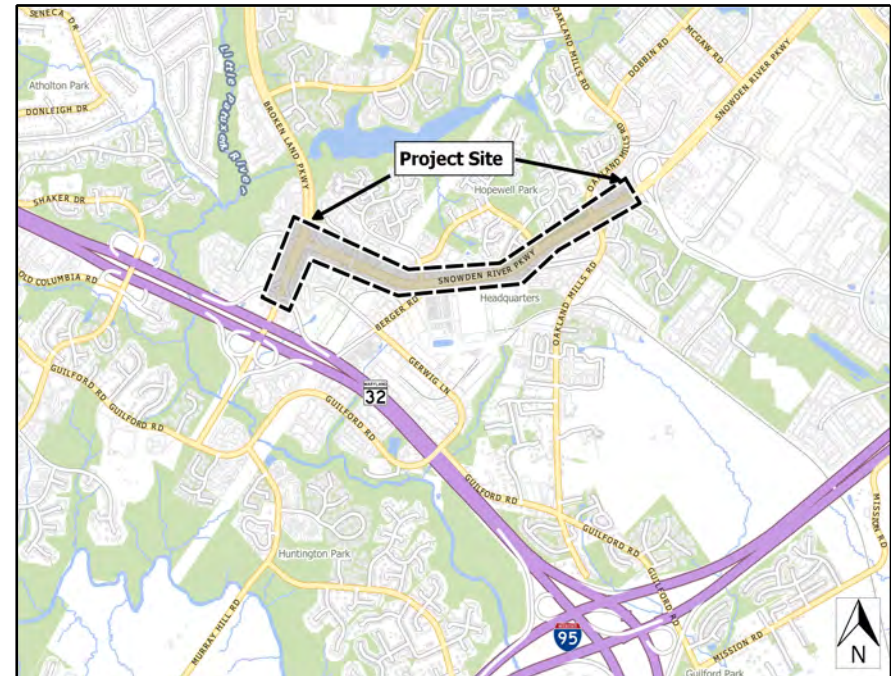 SENECA DR
Atholton Park
DONLEIGH DR
Little Patuxent River
BROKEN LAND PKWY
OAKLAND MILLS RD
DOBBIN RD
MCGAW RD
SNOWDEN RIVER PKWY
Project Site
Hopewell Park
OAKLAND MILLS RD
SHAKER DR
OLD COLUMBIA RD
SNOWDEN RIVER PKWY
Headquarters
BERGER RD
OAKLAND MILLS RD
GERWIG LN
GUILFORD RD
GUILFORD RD
MARYLAND
32
GUILFORD RD
GUILFORD RD
GUILFORD RD
MISSION RD
Huntington Park
MURRAY HILL RD
95
MISSION RD
Guilford Park
N